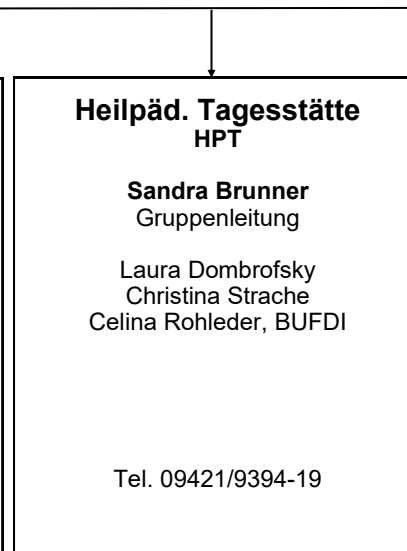 Heilpäd. Tagesstätte
HPT
Sandra Brunner
Gruppenleitung
Laura Dombrofsky
Christina Strache
Celina Rohleder, BUFDI
Tel. 09421/9394-19